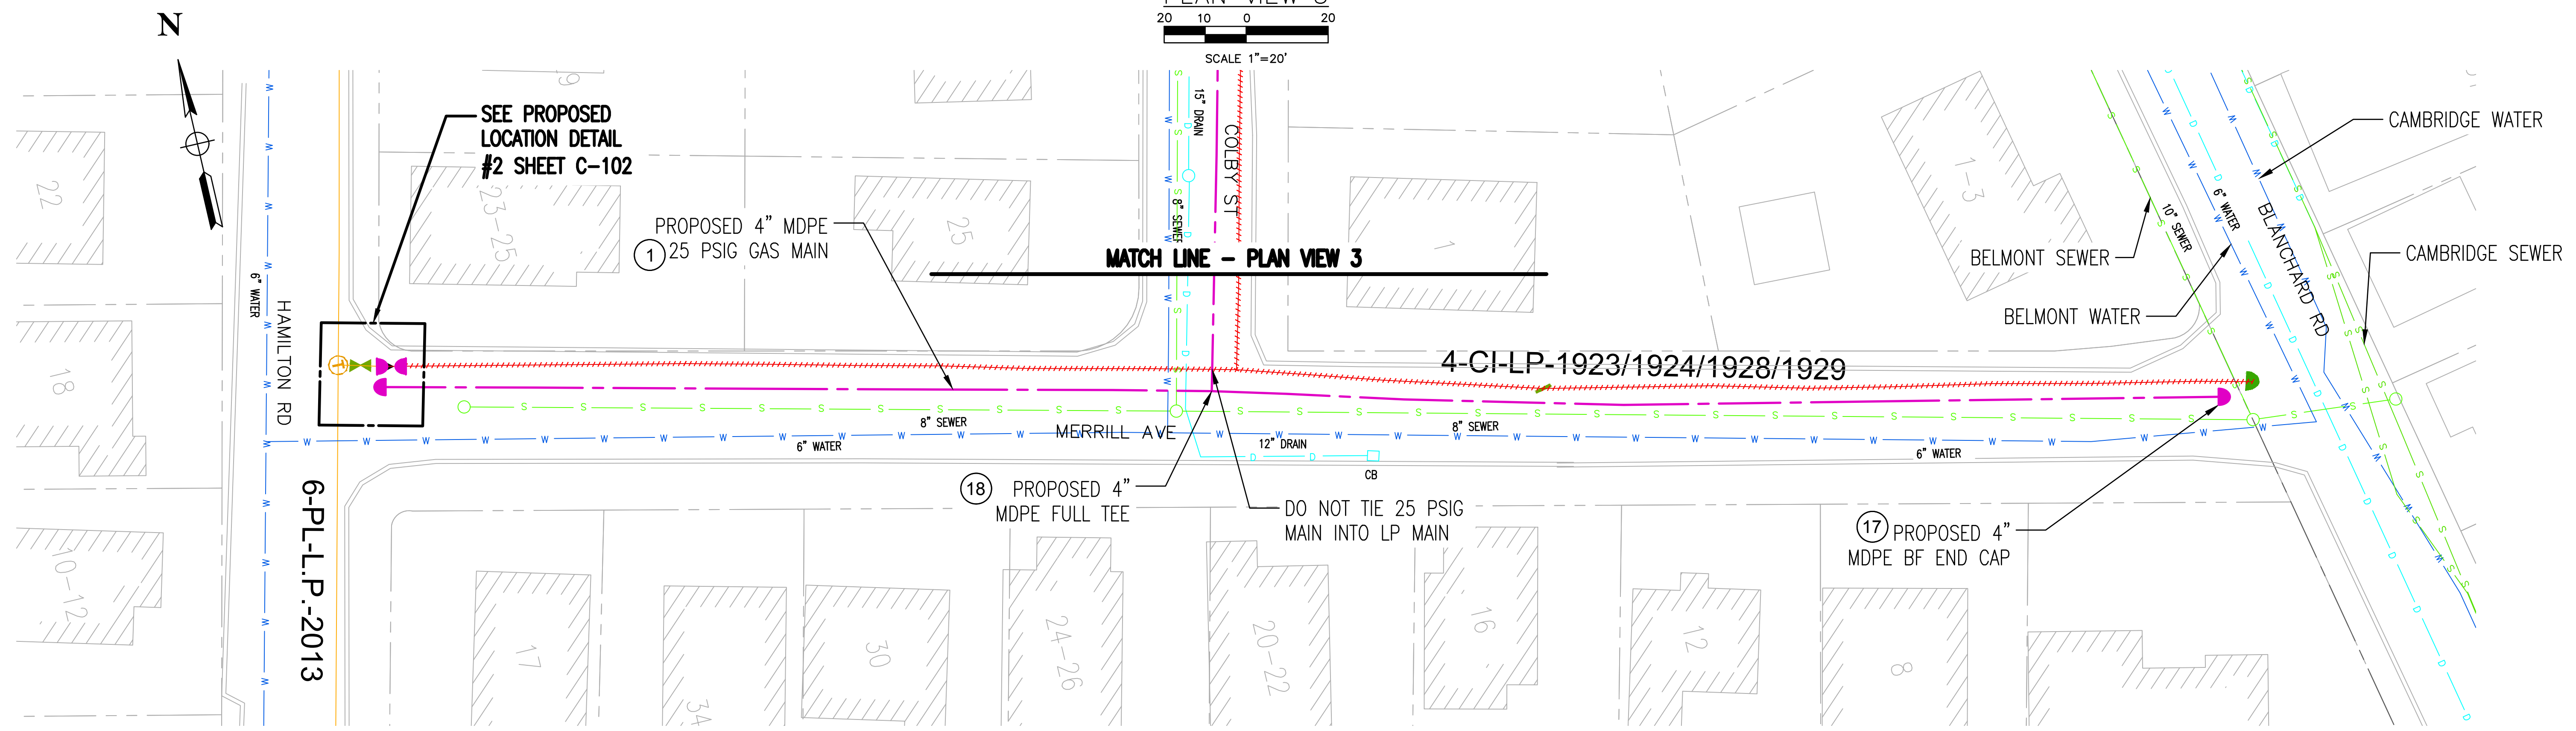 PLAN VIEW 3
20 10 0 20
SCALE 1"=20'
N
SEE PROPOSED
LOCATION DETAIL
#2 SHEET C-102
PROPOSED 4" MDPE
1 25 PSIG GAS MAIN
15" DRAIN
COLBY ST
8" SEWER
MATCH LINE - PLAN VIEW 3
CAMBRIDGE WATER
BLANCHARD RD
6" WATER
10" SEWER
BELMONT SEWER
CAMBRIDGE SEWER
BELMONT WATER
6" WATER
HAMILTON RD
6-PL-L.P.-2013
4-CI-LP-1923/1924/1928/1929
8" SEWER
MERRILL AVE
6" WATER
12" DRAIN
CB
8" SEWER
6" WATER
18 PROPOSED 4"
MDPE FULL TEE
DO NOT TIE 25 PSIG
MAIN INTO LP MAIN
17 PROPOSED 4"
MDPE BF END CAP
22
18
10-12
23-25
25
1
1-3
17
34
30
24-26
20-22
16
12
8